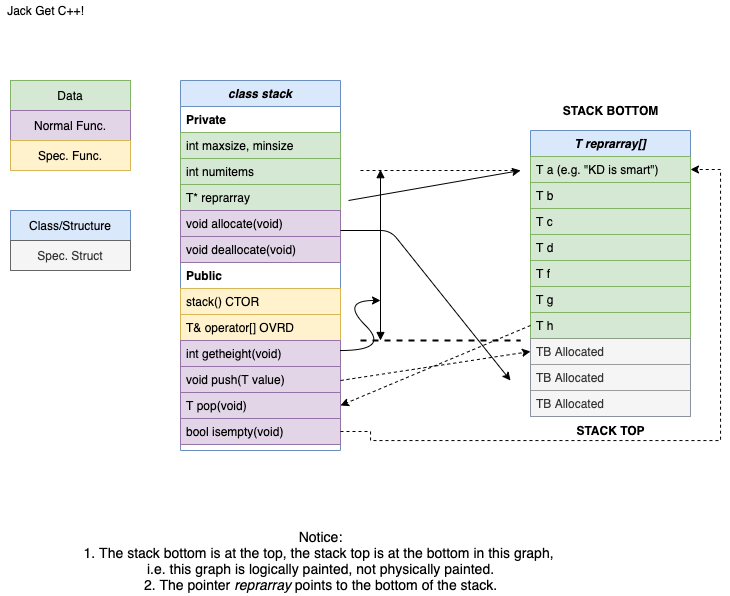 Jack Get C++!
Data
Normal Func.
Spec. Func.
Class/Structure
Spec. Struct
class stack
Private
int maxsize, minsize
int numitems
T* reprarray
void allocate(void)
void deallocate(void)
Public
stack() CTOR
T& operator[] OVRD
int getheight(void)
void push(T value)
T pop(void)
bool isempty(void)
STACK BOTTOM
T reprarray[]
T a (e.g. "KD is smart")
T b
T c
T d
T f
T g
T h
TB Allocated
TB Allocated
TB Allocated
STACK TOP
Notice:
1. The stack bottom is at the top, the stack top is at the bottom in this graph,
i.e. this graph is logically painted, not physically painted.
2. The pointer reprarray points to the bottom of the stack.